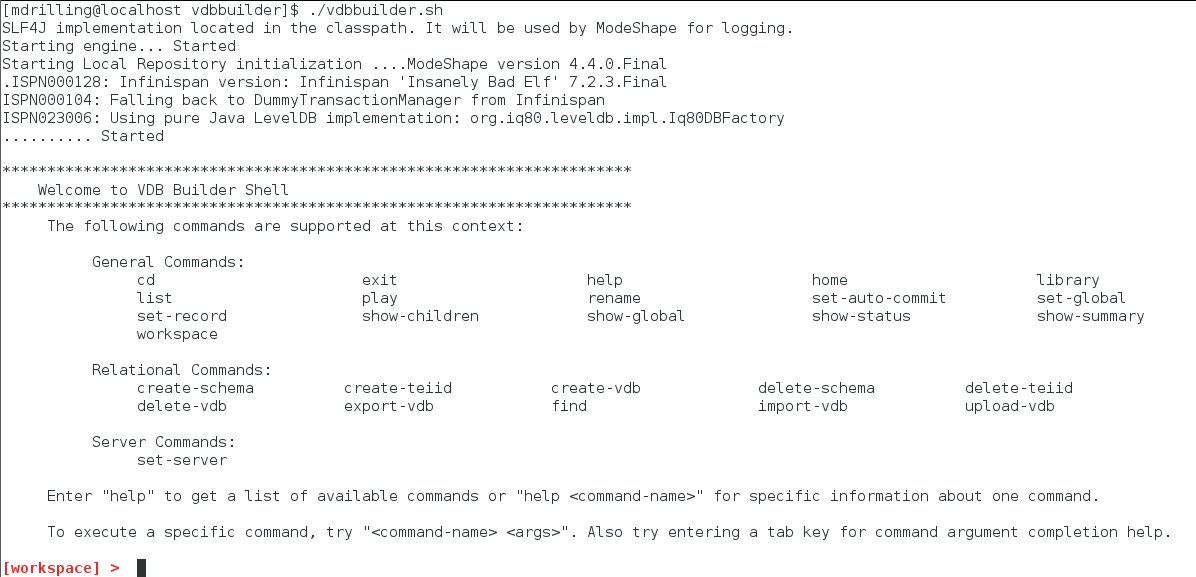 [mdrilling@localhost vdbbuilder]$ ./vdbbuilder.sh
SLF4J implementation located in the classpath. It will be used by ModeShape for logging.
Starting engine... Started
Starting Local Repository initialization ....ModeShape version 4.4.0.Final
.ISPN000128: Infinispan version: Infinispan 'Insanely Bad Elf' 7.2.3.Final
ISPN000104: Falling back to DummyTransactionManager from Infinispan
ISPN023006: Using pure Java LevelDB implementation: org.iq80.leveldb.impl.Iq80DBFactory
.......... Started
**********************************************************************
Welcome to VDB Builder Shell
**********************************************************************
The following commands are supported at this context:
General Commands:
cd exit help home library
list play rename set-auto-commit set-global
set-record show-children show-global show-status show-summary
workspace
Relational Commands:
create-schema create-teiid create-vdb delete-schema delete-teiid
delete-vdb export-vdb find import-vdb upload-vdb
Server Commands:
set-server
Enter "help" to get a list of available commands or "help <command-name>" for specific information about one command.
To execute a specific command, try "<command-name> <args>". Also try entering a tab key for command argument completion help.
[workspace] >